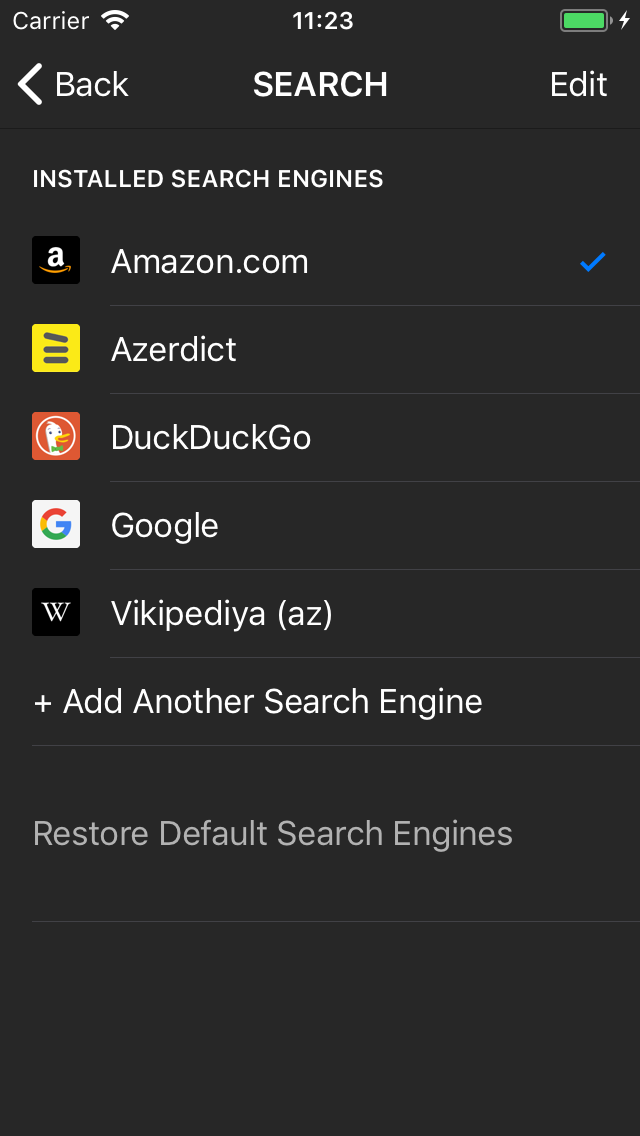 Carrier 11:23
Back SEARCH Edit
INSTALLED SEARCH ENGINES
a Amazon.com
Azerdict
DuckDuckGo
G Google
W Vikipediya (az)
+ Add Another Search Engine
Restore Default Search Engines